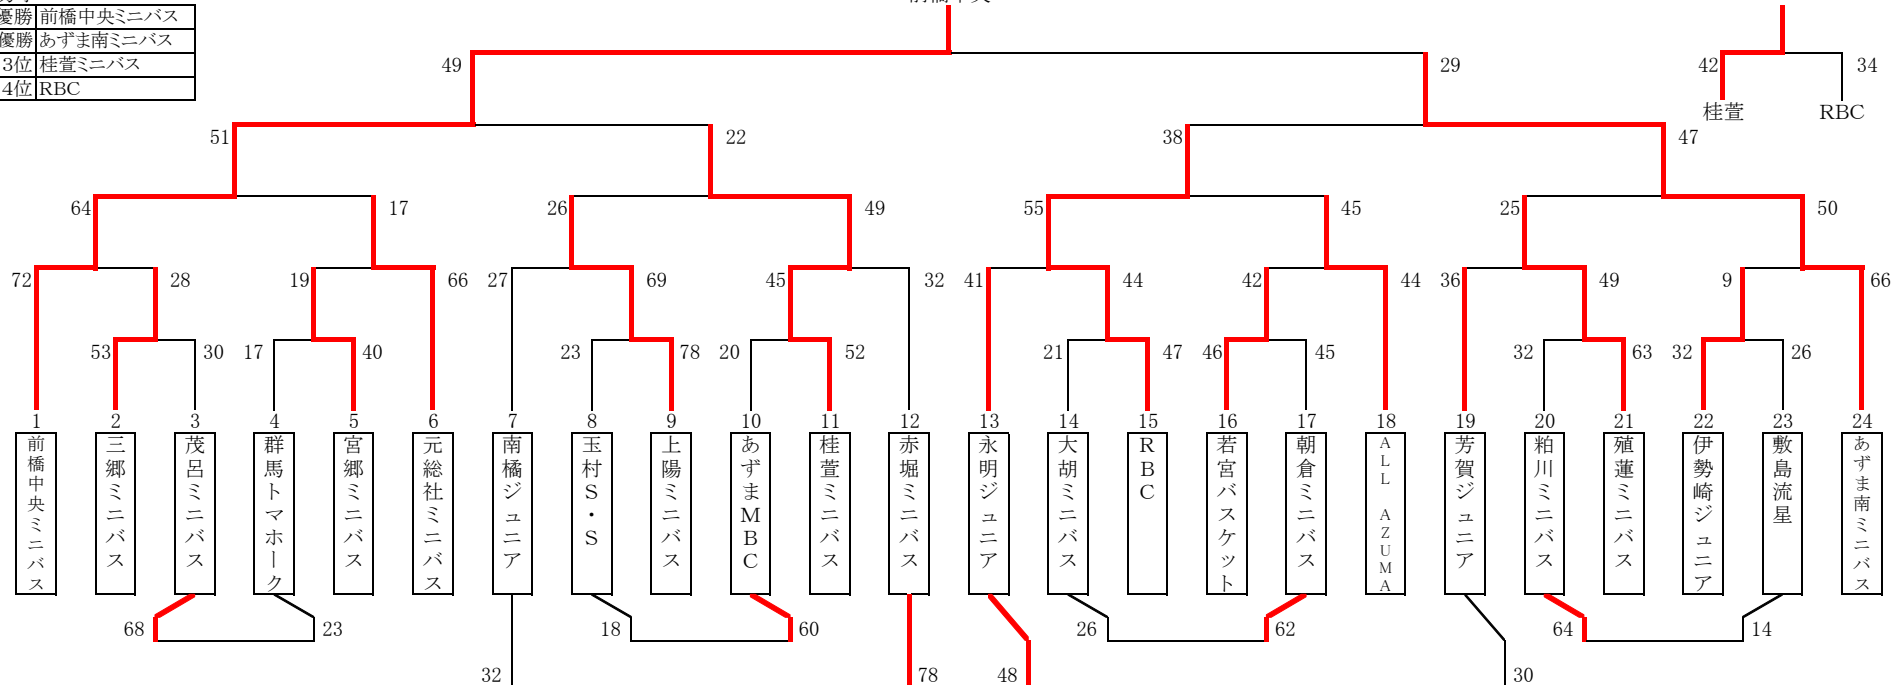 優勝 前橋中央ミニバス
優勝 あずま南ミニバス
3位 桂萱ミニバス
4位 RBC
49 29 42 34
桂萱 RBC
51 22 38 47
64 17 26 49 55 45 25 50
72 28 19 66 27 69 45 32 41 44 42 44 36 49 9 66
53 30 17 40 23 78 20 52 21 47 46 45 32 63 32 26
1 2 3 4 5 6 7 8 9 10 11 12 13 14 15 16 17 18 19 20 21 22 23 24
前橋中央ミニバス
三郷ミニバス
茂呂ミニバス
群馬トマホーク
宮郷ミニバス
元総社ミニバス
南橘ジュニア
玉村S・S
上陽ミニバス
あずまMBC
桂萱ミニバス
赤堀ミニバス
永明ジュニア
大胡ミニバス
RBC
若宮バスケット
朝倉ミニバス
ALL AZUMA
芳賀ジュニア
粕川ミニバス
殖蓮ミニバス
伊勢崎ジュニア
敷島流星
あずま南ミニバス
68 23 18 60 26 62 64 14
32 78 48 30